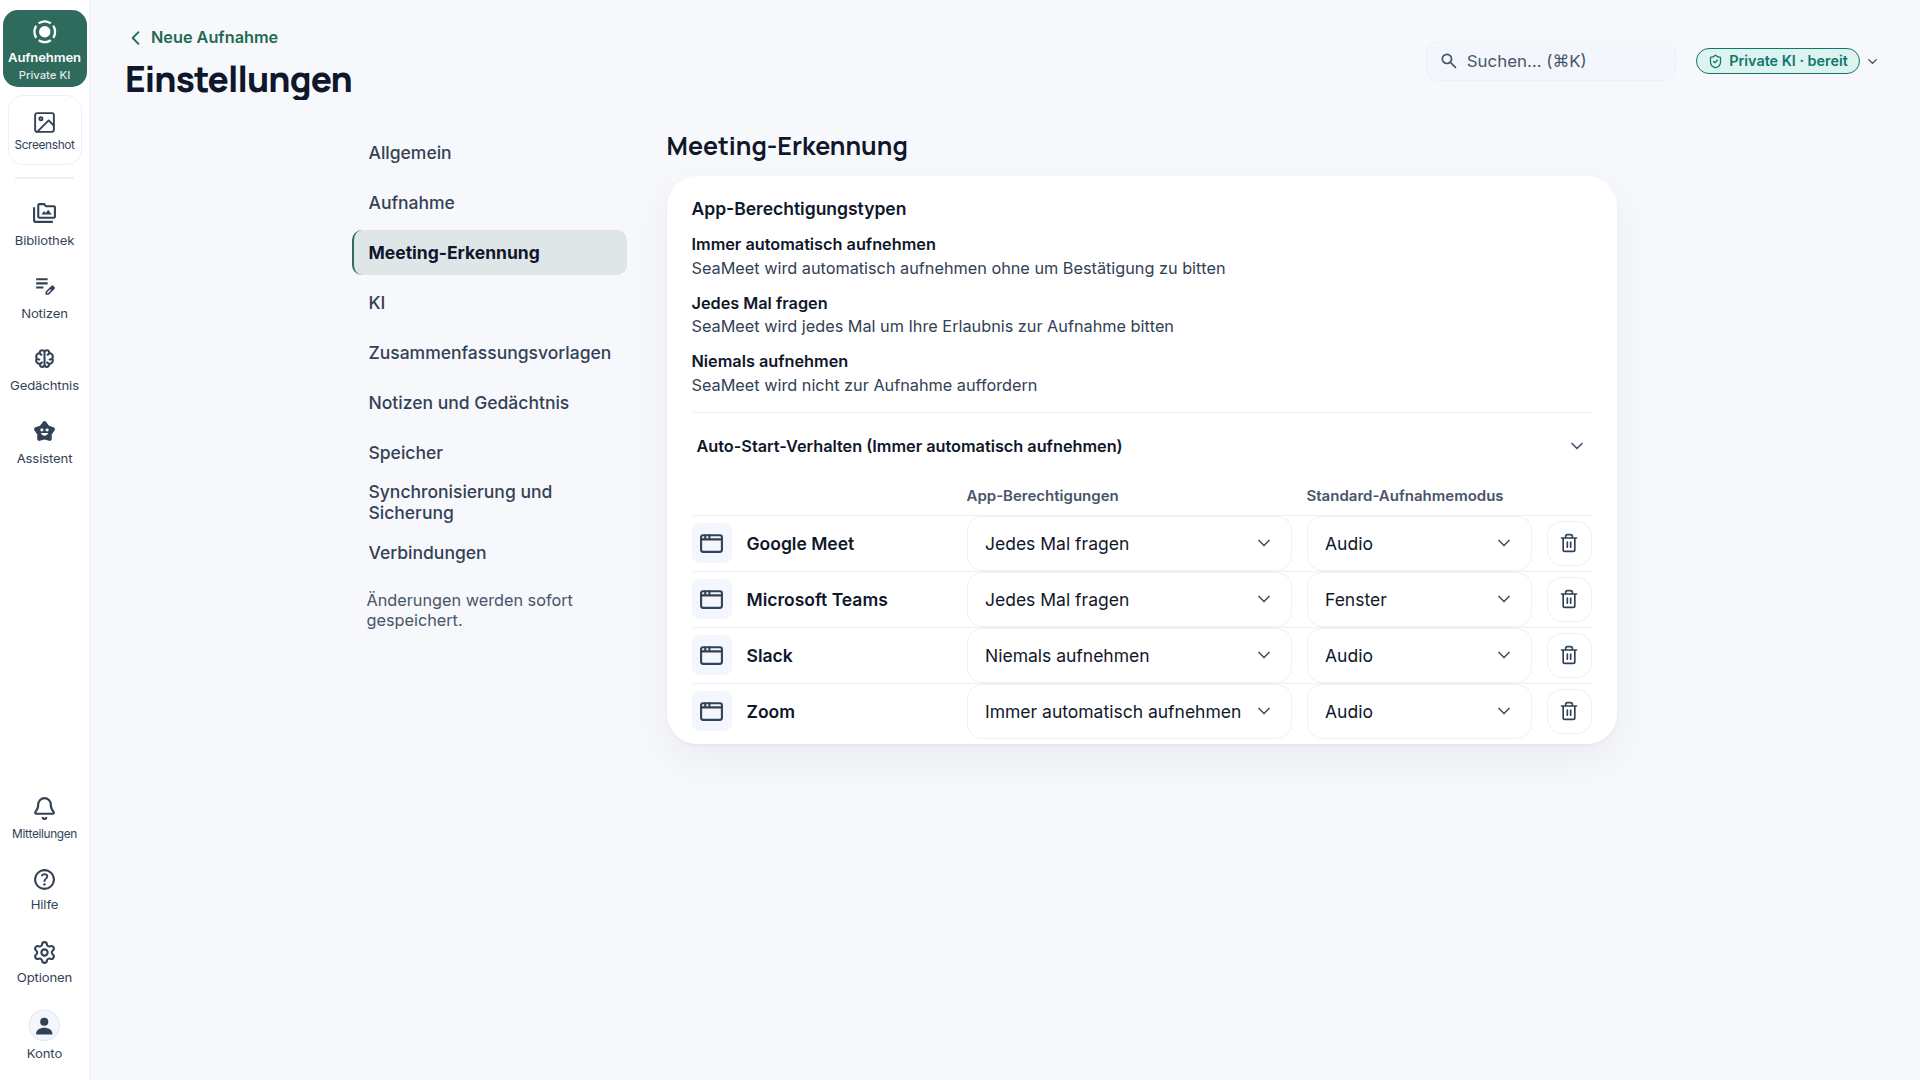 Aufnehmen
Private KI
Screenshot
Bibliothek
Notizen
Gedächtnis
Assistent
Mitteilungen
Hilfe
Optionen
Konto
Neue Aufnahme
Einstellungen
Suchen... (⌘K)
Private KI · bereit
Allgemein
Aufnahme
Meeting-Erkennung
KI
Zusammenfassungsvorlagen
Notizen und Gedächtnis
Speicher
Synchronisierung und
Sicherung
Verbindungen
Änderungen werden sofort
gespeichert.
Meeting-Erkennung
App-Berechtigungstypen
Immer automatisch aufnehmen
SeaMeet wird automatisch aufnehmen ohne um Bestätigung zu bitten
Jedes Mal fragen
SeaMeet wird jedes Mal um Ihre Erlaubnis zur Aufnahme bitten
Niemals aufnehmen
SeaMeet wird nicht zur Aufnahme auffordern
Auto-Start-Verhalten (Immer automatisch aufnehmen)
App-Berechtigungen Standard-Aufnahmemodus
Google Meet Jedes Mal fragen Audio
Microsoft Teams Jedes Mal fragen Fenster
Slack Niemals aufnehmen Audio
Zoom Immer automatisch aufnehmen Audio